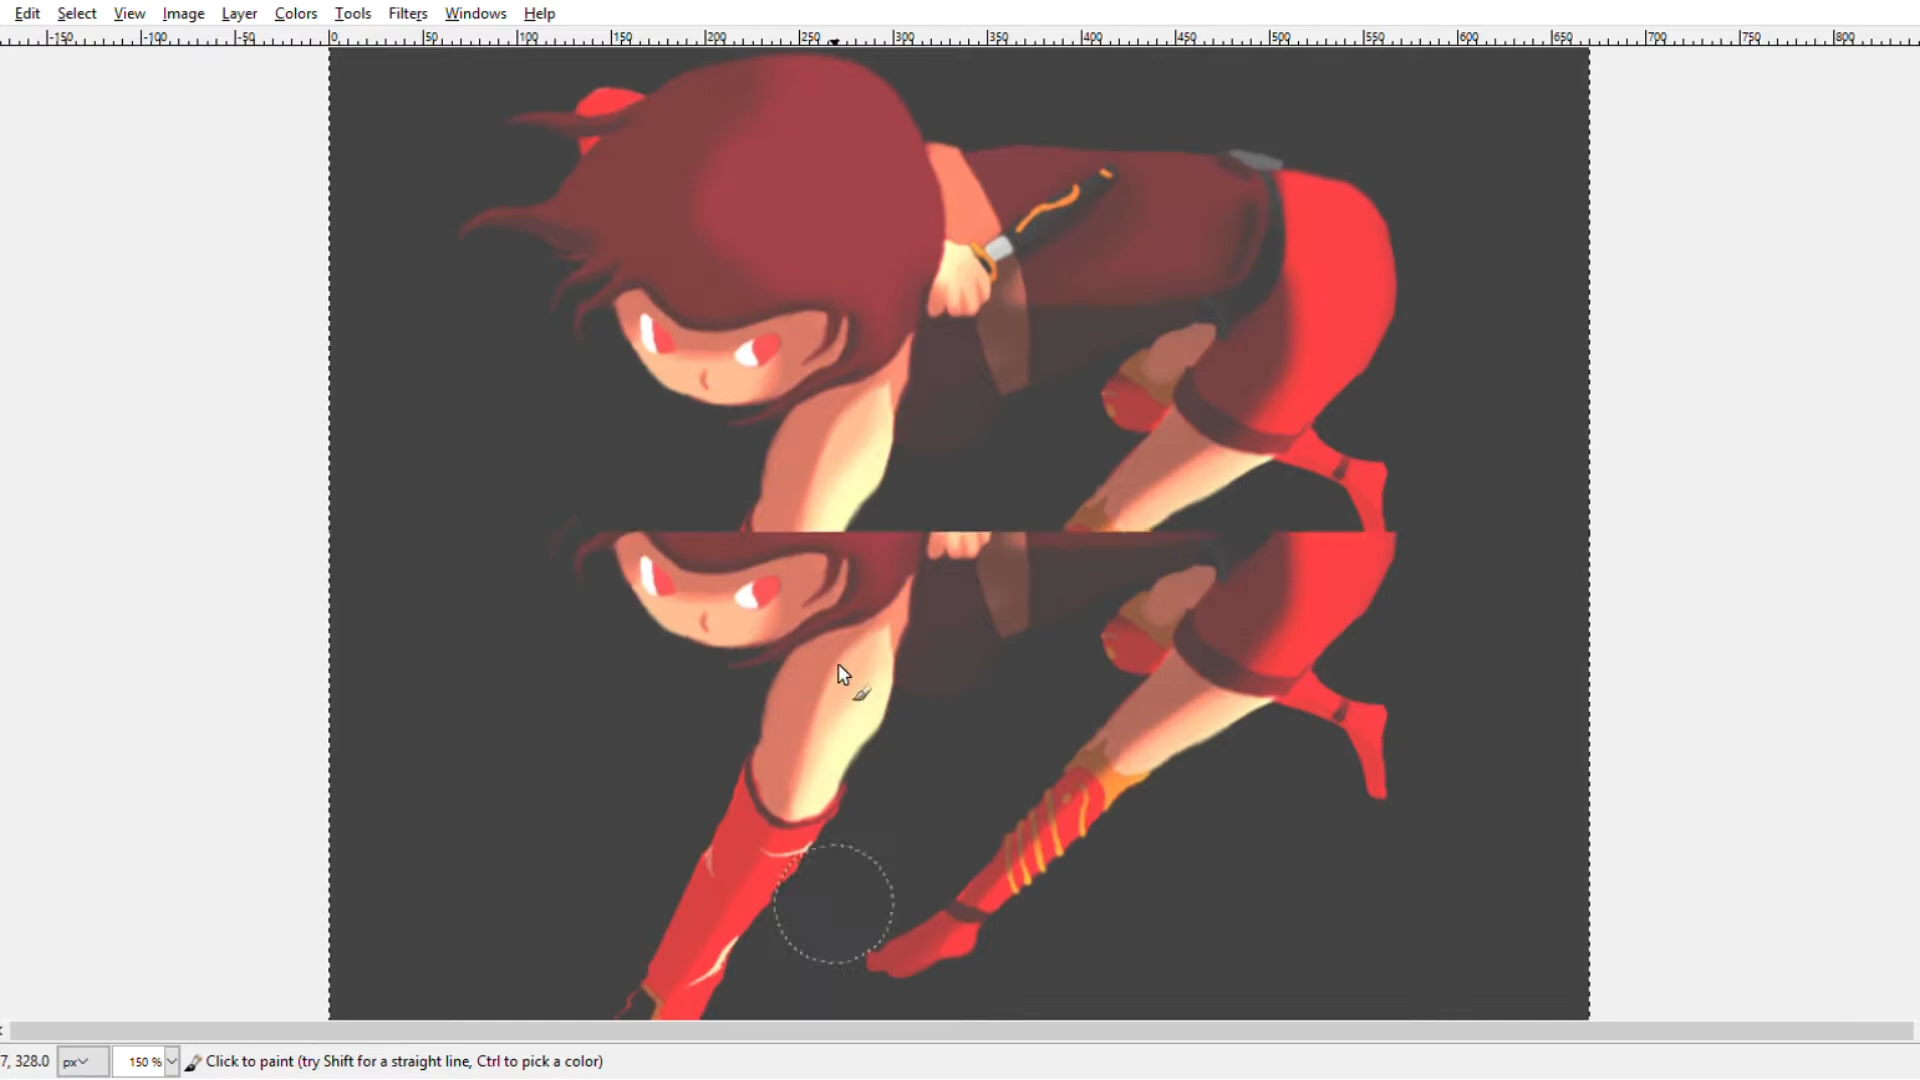 Edit Select View Image Layer Colors Tools Filters Windows Help
-150 -100 -50 0 50 100 150 200 250 300 350 400 450 500 550 600 650 700 750 800
7, 328.0 px 150 % Click to paint (try Shift for a straight line, Ctrl to pick a color)